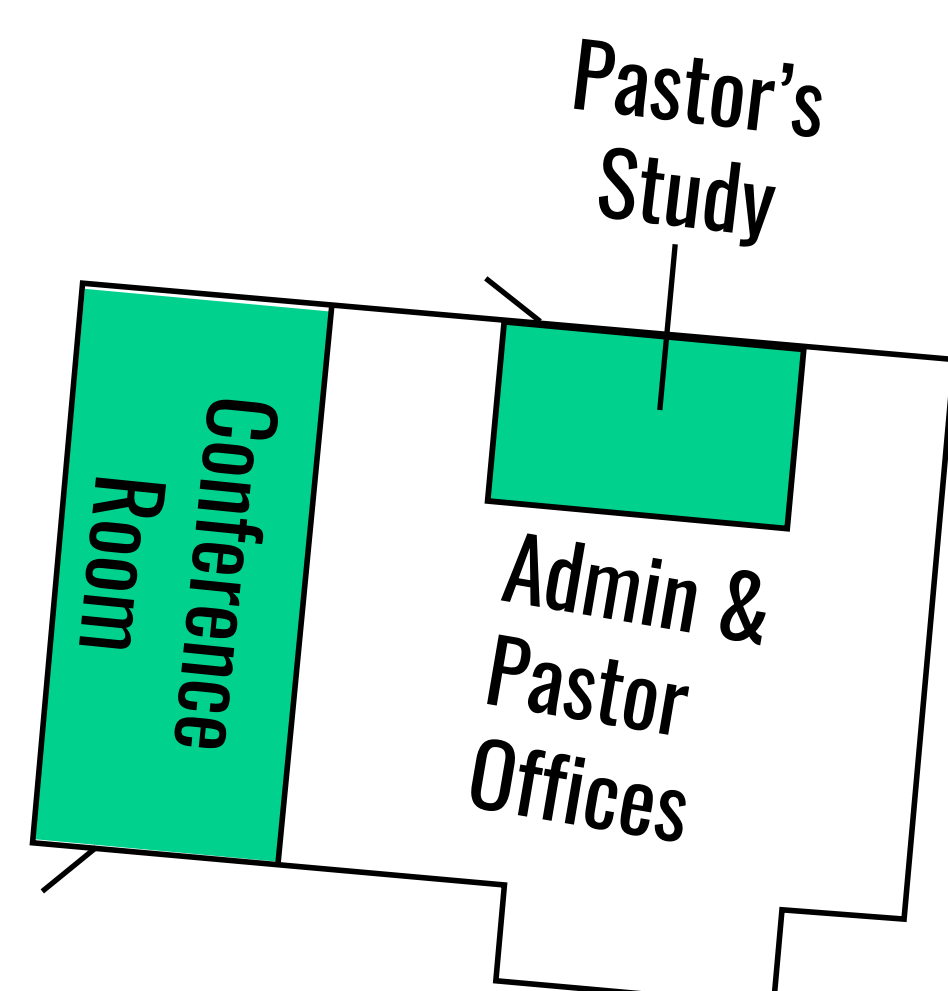 Pastor’s
Study
Conference
Room
Admin &
Pastor
Offices